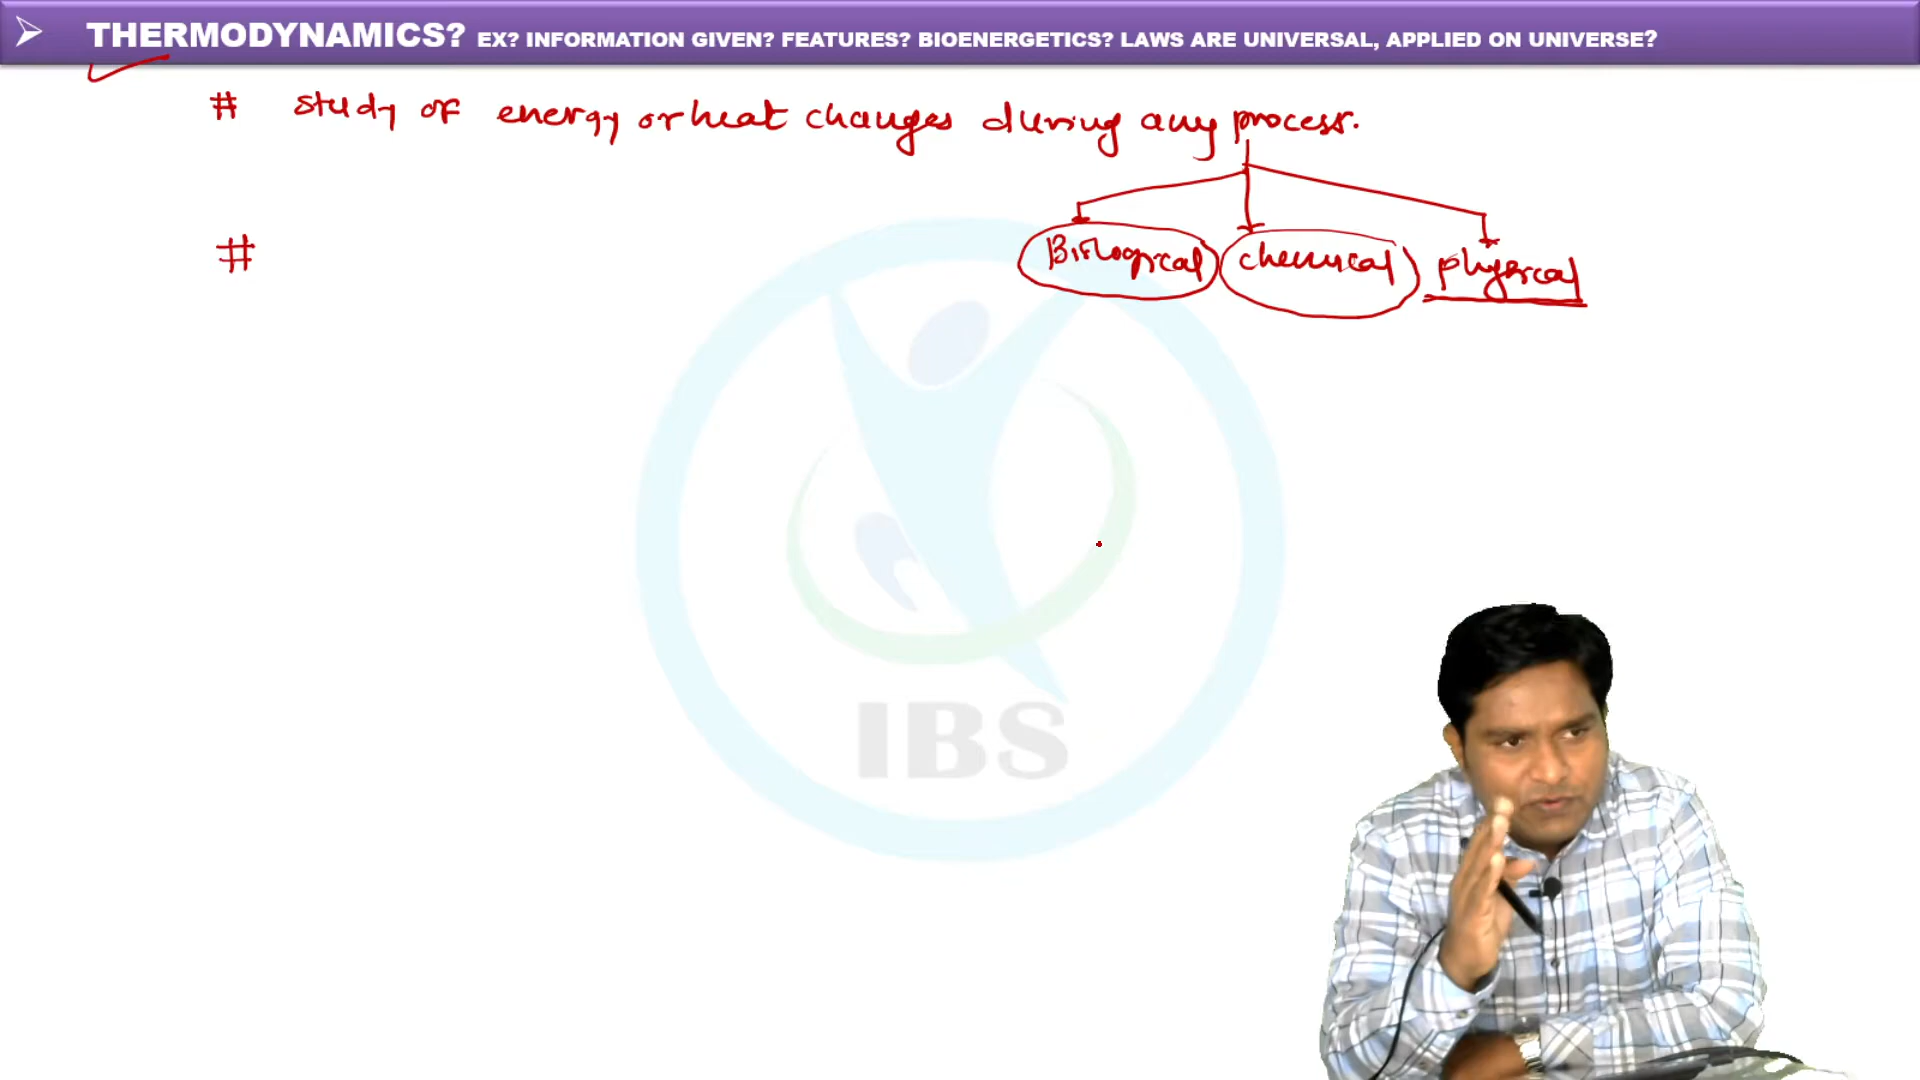 THERMODYNAMICS? EX? INFORMATION GIVEN? FEATURES? BIOENERGETICS? LAWS ARE UNIVERSAL, APPLIED ON UNIVERSE?
# study of energy or heat changes during any process.
# Biological chemical physical
IBS